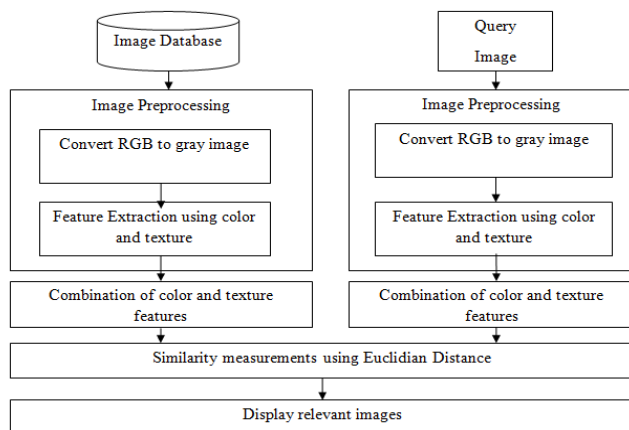 Image Database
Query
Image
Image Preprocessing
Convert RGB to gray image
Feature Extraction using color
and texture
Combination of color and texture
features
Image Preprocessing
Convert RGB to gray image
Feature Extraction using color
and texture
Combination of color and texture
features
Similarity measurements using Euclidian Distance
Display relevant images